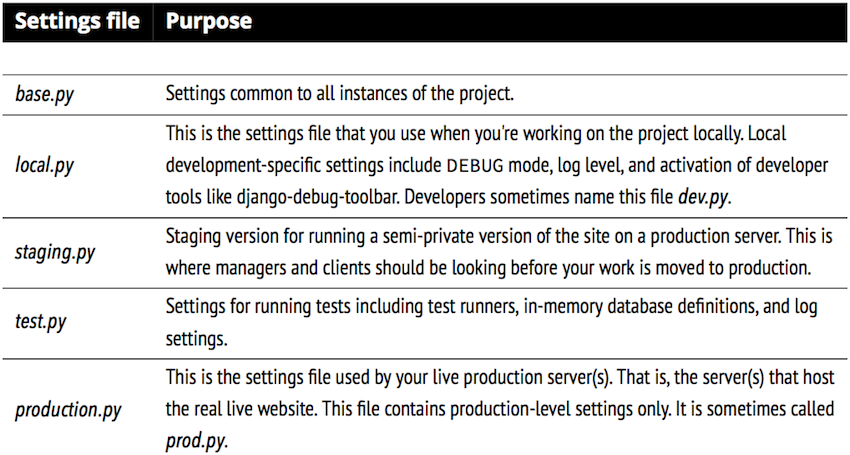 Settings file Purpose
base.py Settings common to all instances of the project.
This is the settings file that you use when you're working on the project locally. Local
local.py development-specific settings include DEBUG mode, log level, and activation of developer
tools like django-debug-toolbar. Developers sometimes name this file dev.py.
staging.py Staging version for running a semi-private version of the site on a production server. This is
where managers and clients should be looking before your work is moved to production.
test.py Settings for running tests including test runners, in-memory database definitions, and log
settings.
This is the settings file used by your live production server(s). That is, the server(s) that host
production.py the real live website. This file contains production-level settings only. It is sometimes called
prod.py.